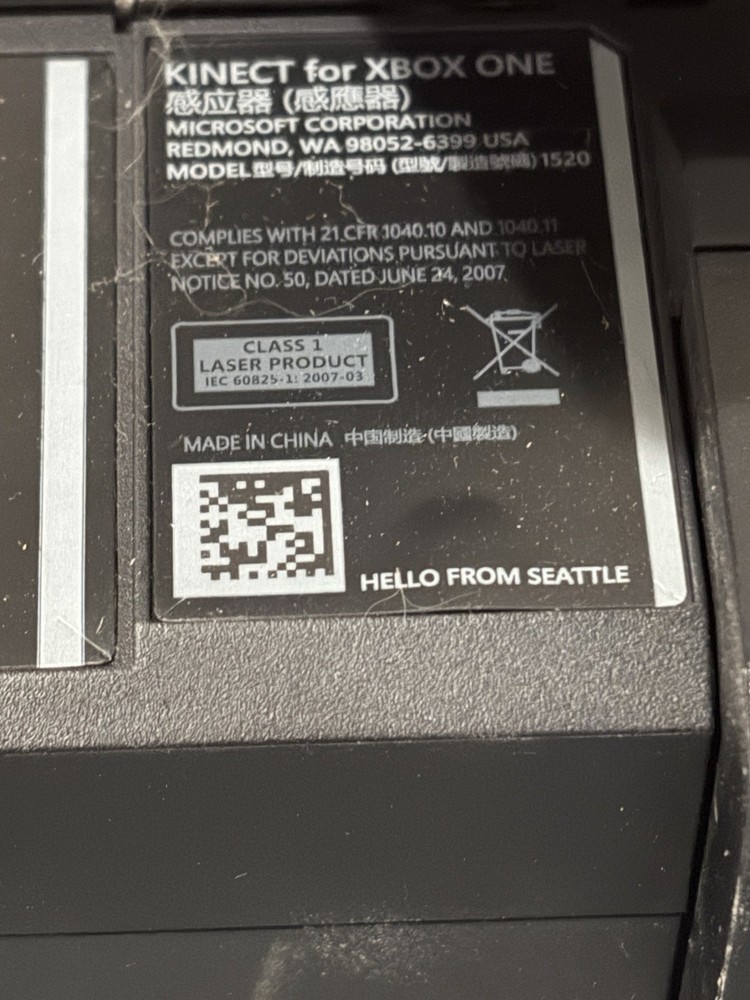 KINECT for XBOX ONE
感应器 (感應器)
MICROSOFT CORPORATION
REDMOND, WA 98052-6399 USA
MODEL型号/制造号码 (型號/製造號碼) 1520
COMPLIES WITH 21 CFR 1040.10 AND 1040.11
EXCEPT FOR DEVIATIONS PURSUANT TO LASER
NOTICE NO. 50, DATED JUNE 24, 2007.
CLASS 1
LASER PRODUCT
IEC 60825-1: 2007-03
MADE IN CHINA 中国制造 (中國製造)
HELLO FROM SEATTLE